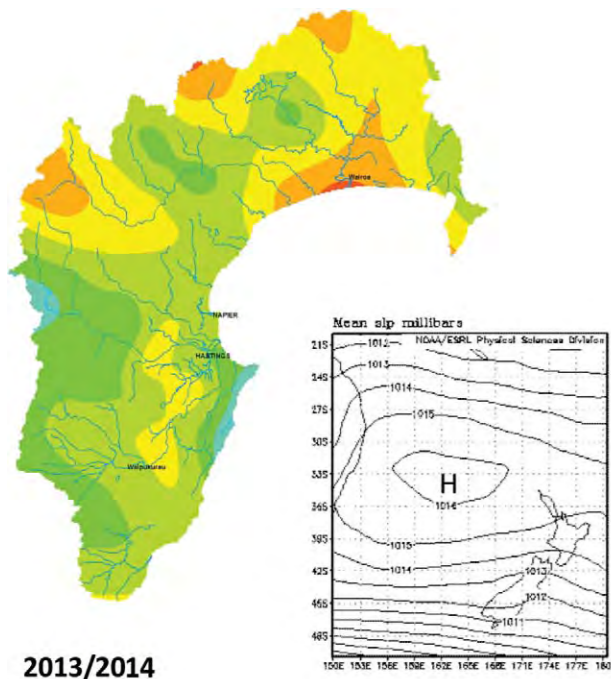 Wairoa
NAPIER
HASTINGS
Waipukurau
Mean slp millibars
NOAA/ESRL Physical Sciences Division
21S
24S
27S
30S
33S
36S
39S
42S
45S
48S
1012
1013
1014
1015
H
1016
1015
1014
1013
1012
1011
150E 153E 156E 159E 162E 165E 168E 171E 174E 177E 180
2013/2014